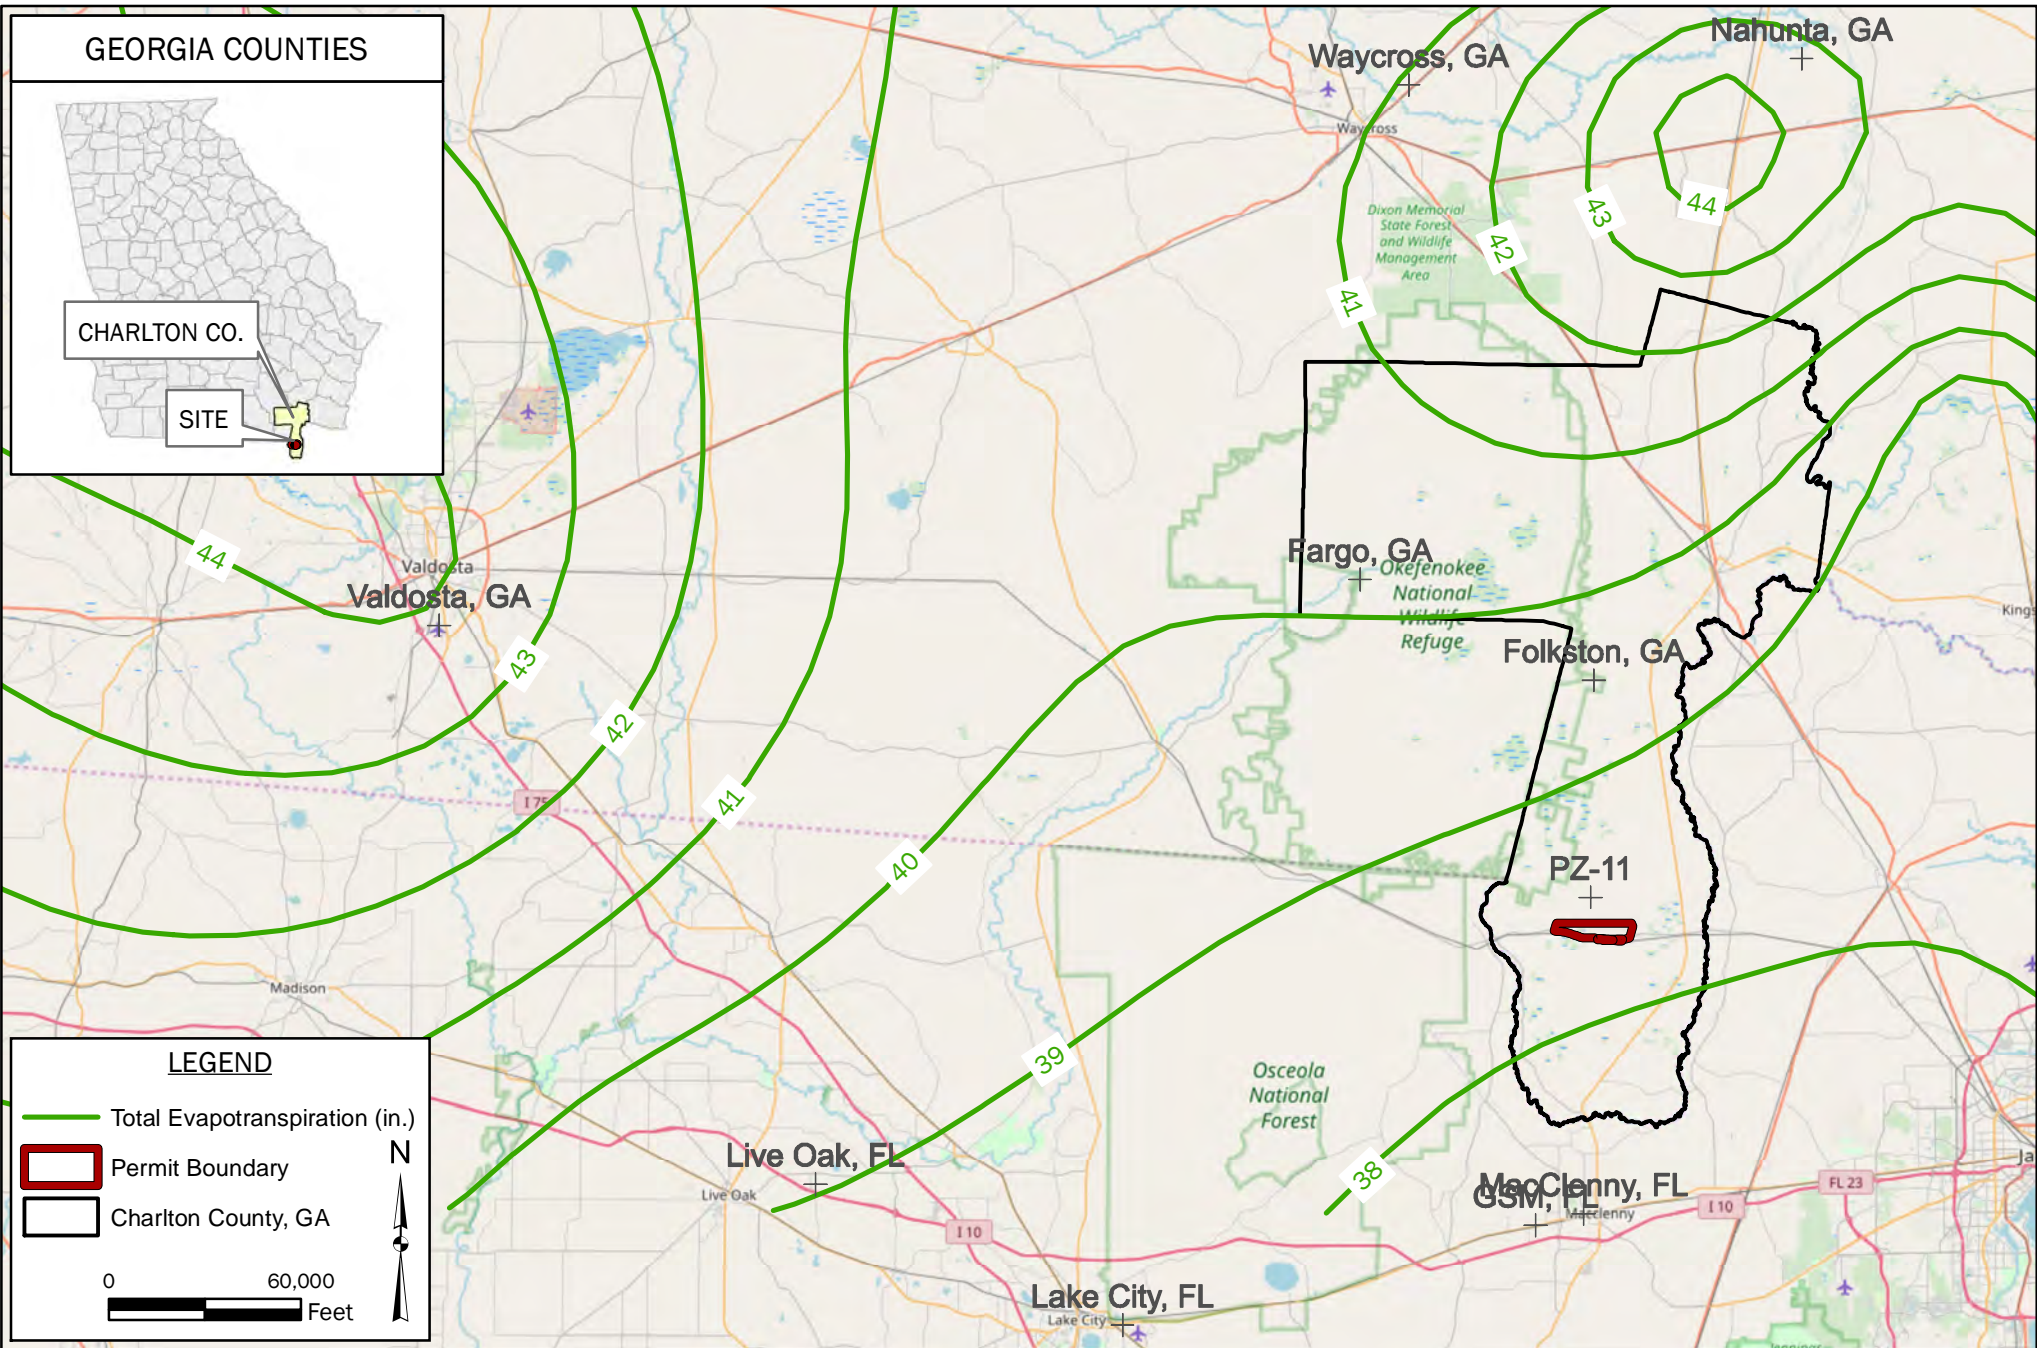 GEORGIA COUNTIES
CHARLTON CO.
SITE
Nahunta, GA
Waycross, GA
Waycross
Dixon Memorial
State Forest
and Wildlife
Management
Area
44
43
42
41
Fargo, GA
Okefenokee
National
Wildlife
Refuge
Folkston, GA
Kings
44
Valdosta
Valdosta, GA
43
42
41
40
39
38
I 75
PZ-11
Madison
Osceola
National
Forest
Live Oak, FL
Live Oak
I 10
MacClenny, FL
GSM, FL
Macclenny
I 10
FL 23
Ja
Lake City, FL
Lake City
Jennings
LEGEND
Total Evapotranspiration (in.)
Permit Boundary
Charlton County, GA
N
0 60,000
Feet